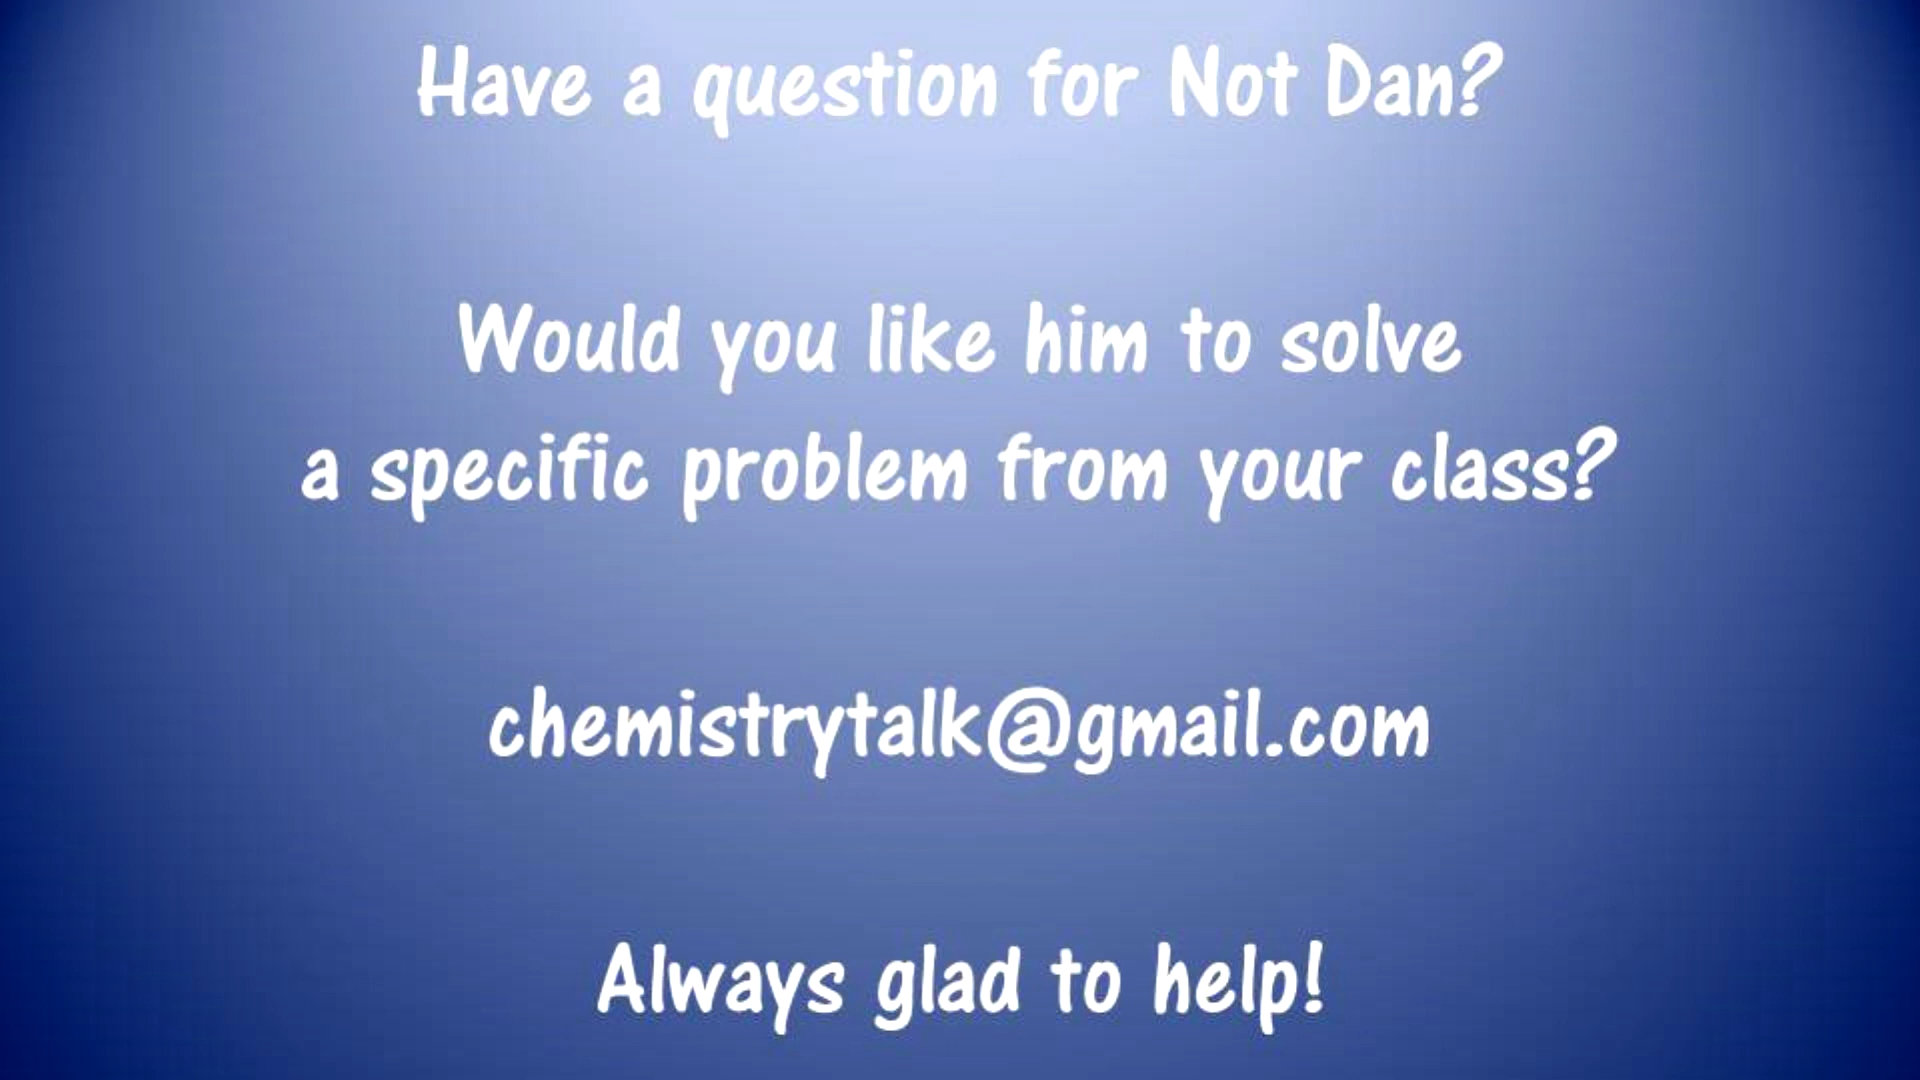 Have a question for Not Dan?
Would you like him to solve
a specific problem from your class?
chemistrytalk@gmail.com
Always glad to help!